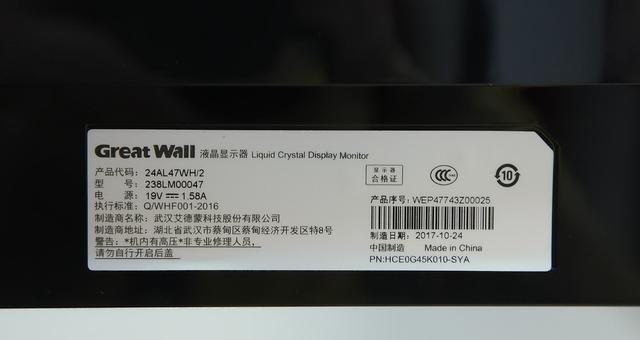 Great Wall 液晶显示器 Liquid Crystal Display Monitor
产品代码: 24AL47WH/2
型 号: 238LM00047
电 源: 19V⎓1.58A
执行标准: Q/WHF001-2016
制造商名称: 武汉艾德蒙科技股份有限公司
制造商地址: 湖北省武汉市蔡甸区蔡甸经济开发区特8号
警告: *机内有高压*非专业修理人员,
请勿自行开启后盖
显示器
合格证
CCC
10
产品序号: WEP47743Z00025
制造日期: 2017-10-24
中国制造 Made in China
PN:HCE0G45K010-SYA